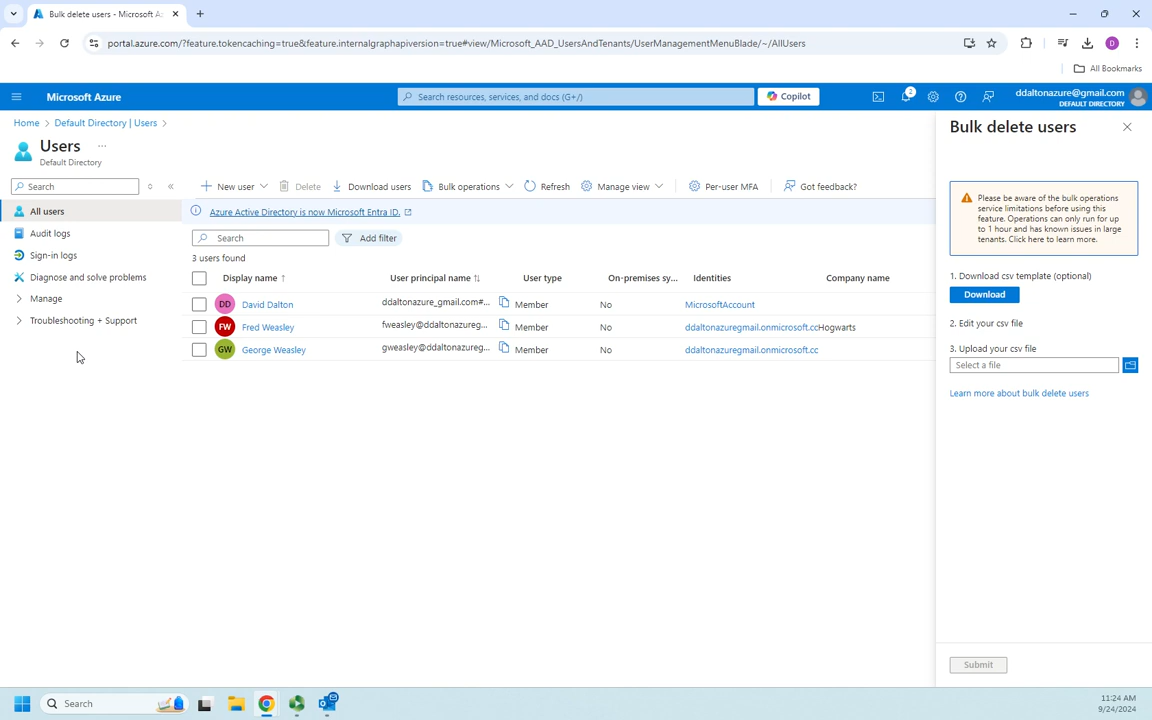 Bulk delete users - Microsoft Az
portal.azure.com/?feature.tokencaching=true&feature.internalgraphapiversion=true#view/Microsoft_AAD_UsersAndTenants/UserManagementMenuBlade/~/AllUsers
D
All Bookmarks
Microsoft Azure
Search resources, services, and docs (G+/)
Copilot
2
ddaltonazure@gmail.com
DEFAULT DIRECTORY
Home > Default Directory | Users >
Users ...
Default Directory
Search
New user
Delete
Download users
Bulk operations
Refresh
Manage view
Per-user MFA
Got feedback?
All users
Audit logs
Sign-in logs
Diagnose and solve problems
Manage
Troubleshooting + Support
Azure Active Directory is now Microsoft Entra ID.
Search
Add filter
3 users found
Display name ↑ User principal name ↑↓ User type On-premises sy... Identities Company name
DD David Dalton ddaltonazure_gmail.com#... Member No MicrosoftAccount
FW Fred Weasley fweasley@ddaltonazureg... Member No ddaltonazuregmail.onmicrosoft.cc Hogwarts
GW George Weasley gweasley@ddaltonazureg... Member No ddaltonazuregmail.onmicrosoft.cc
Bulk delete users
Please be aware of the bulk operations
service limitations before using this
feature. Operations can only run for up
to 1 hour and has known issues in large
tenants. Click here to learn more.
1. Download csv template (optional)
Download
2. Edit your csv file
3. Upload your csv file
Select a file
Learn more about bulk delete users
Submit
Search
11:24 AM
9/24/2024